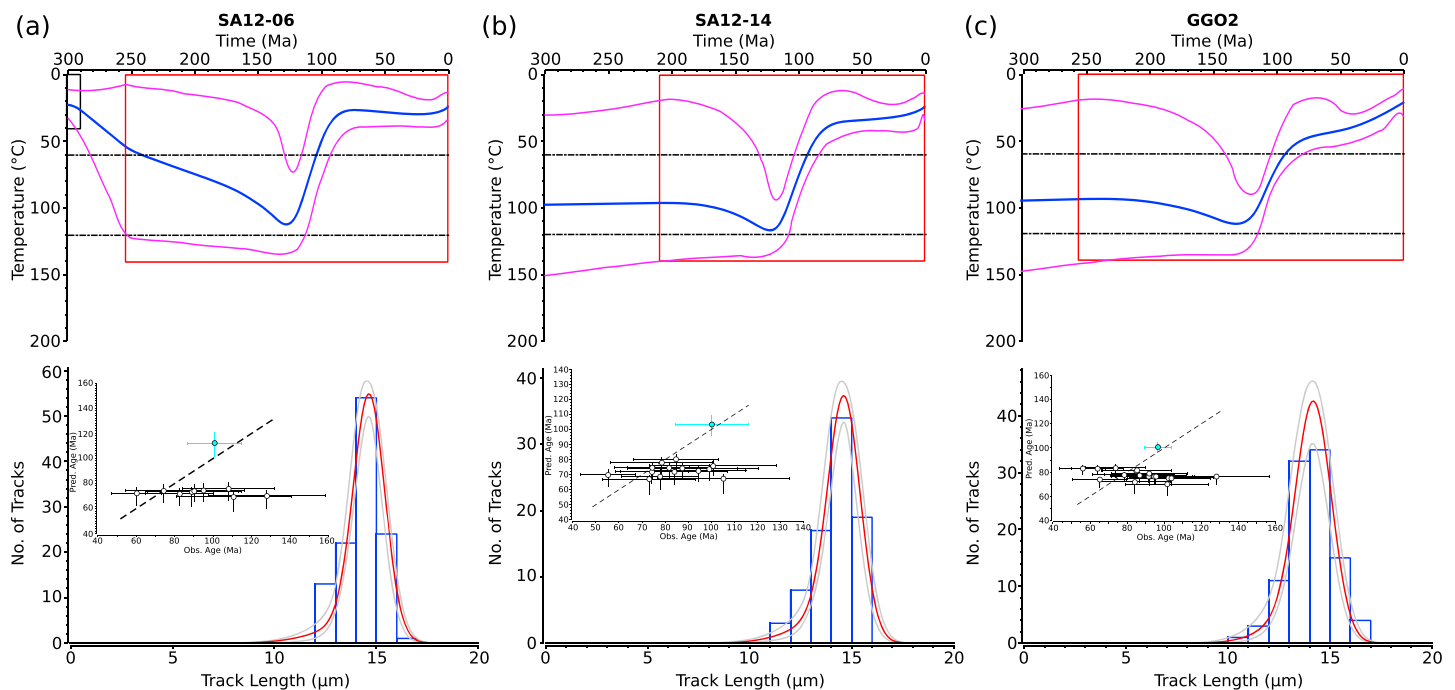 (a)
SA12-06
Time (Ma)
300 250 200 150 100 50 0
0
50
100
150
200
Temperature (°C)
(b)
SA12-14
Time (Ma)
300 250 200 150 100 50 0
0
50
100
150
200
Temperature (°C)
(c)
GGO2
Time (Ma)
300 250 200 150 100 50 0
0
50
100
150
200
Temperature (°C)
60
50
40
30
20
10
0
No. of Tracks
0 5 10 15 20
Track Length (µm)
160
140
120
100
80
60
40
Pred. Age (Ma)
40 60 80 100 120 140 160
Obs. Age (Ma)
40
30
20
10
0
No. of Tracks
0 5 10 15 20
Track Length (µm)
140
130
120
110
100
90
80
70
60
50
40
Pred. Age (Ma)
40 50 60 70 80 90 100 110 120 130 140
Obs. Age (Ma)
40
30
20
10
0
No. of Tracks
0 5 10 15 20
Track Length (µm)
160
140
120
100
80
60
40
Pred. Age (Ma)
40 60 80 100 120 140 160
Obs. Age (Ma)